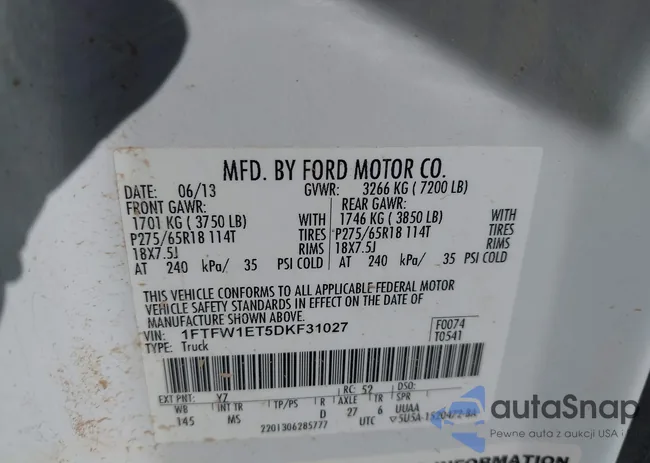 MFD. BY FORD MOTOR CO.
DATE: 06/13 GVWR: 3266 KG ( 7200 LB)
FRONT GAWR: REAR GAWR:
1701 KG ( 3750 LB) WITH 1746 KG ( 3850 LB) WITH
P275/65R18 114T TIRES P275/65R18 114T TIRES
18X7.5J RIMS 18X7.5J RIMS
AT 240 kPa/ 35 PSI COLD AT 240 kPa/ 35 PSI COLD
THIS VEHICLE CONFORMS TO ALL APPLICABLE FEDERAL MOTOR
VEHICLE SAFETY STANDARDS IN EFFECT ON THE DATE OF
MANUFACTURE SHOWN ABOVE.
VIN: 1FTFW1ET5DKF31027 F0074
TYPE: Truck T0541
EXT PNT: YZ RC: 52 DSO:
WB INT TR TP/PS R AXLE TR SPR
145 MS D 27 6 UUAA
2201306285777 UTC
autoSnap
Pewne auta z aukcji USA
INFORMATION